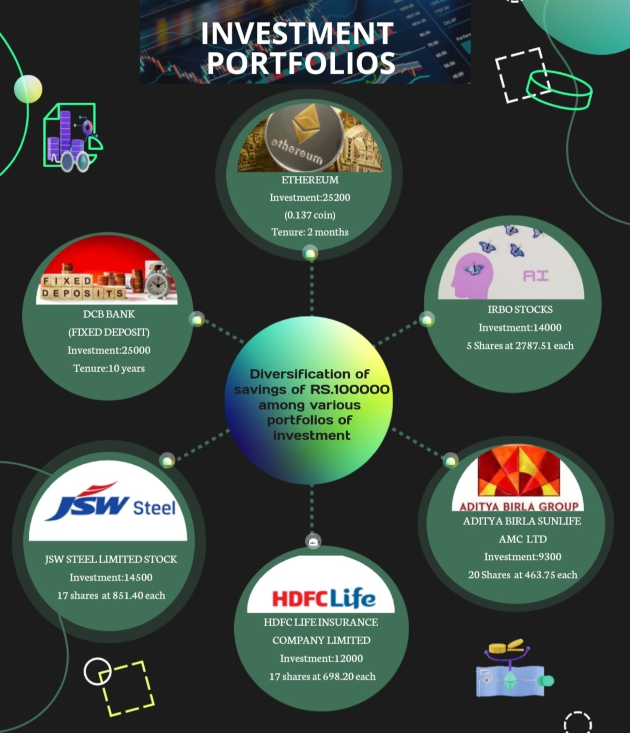 INVESTMENT
PORTFOLIOS
ethereum
ETHEREUM
Investment:25200
(0.137 coin)
Tenure: 2 months
FIXED
DEPOSITS
DCB BANK
(FIXED DEPOSIT)
Investment:25000
Tenure:10 years
AI
IRBO STOCKS
Investment:14000
5 Shares at 2787.51 each
Diversification of
savings of RS.100000
among various
portfolios of
investment
JSW Steel
JSW STEEL LIMITED STOCK
Investment:14500
17 shares at 851.40 each
ADITYA BIRLA GROUP
ADITYA BIRLA SUNLIFE
AMC LTD
Investment:9300
20 Shares at 463.75 each
HDFC Life
HDFC LIFE INSURANCE
COMPANY LIMITED
Investment:12000
17 shares at 698.20 each